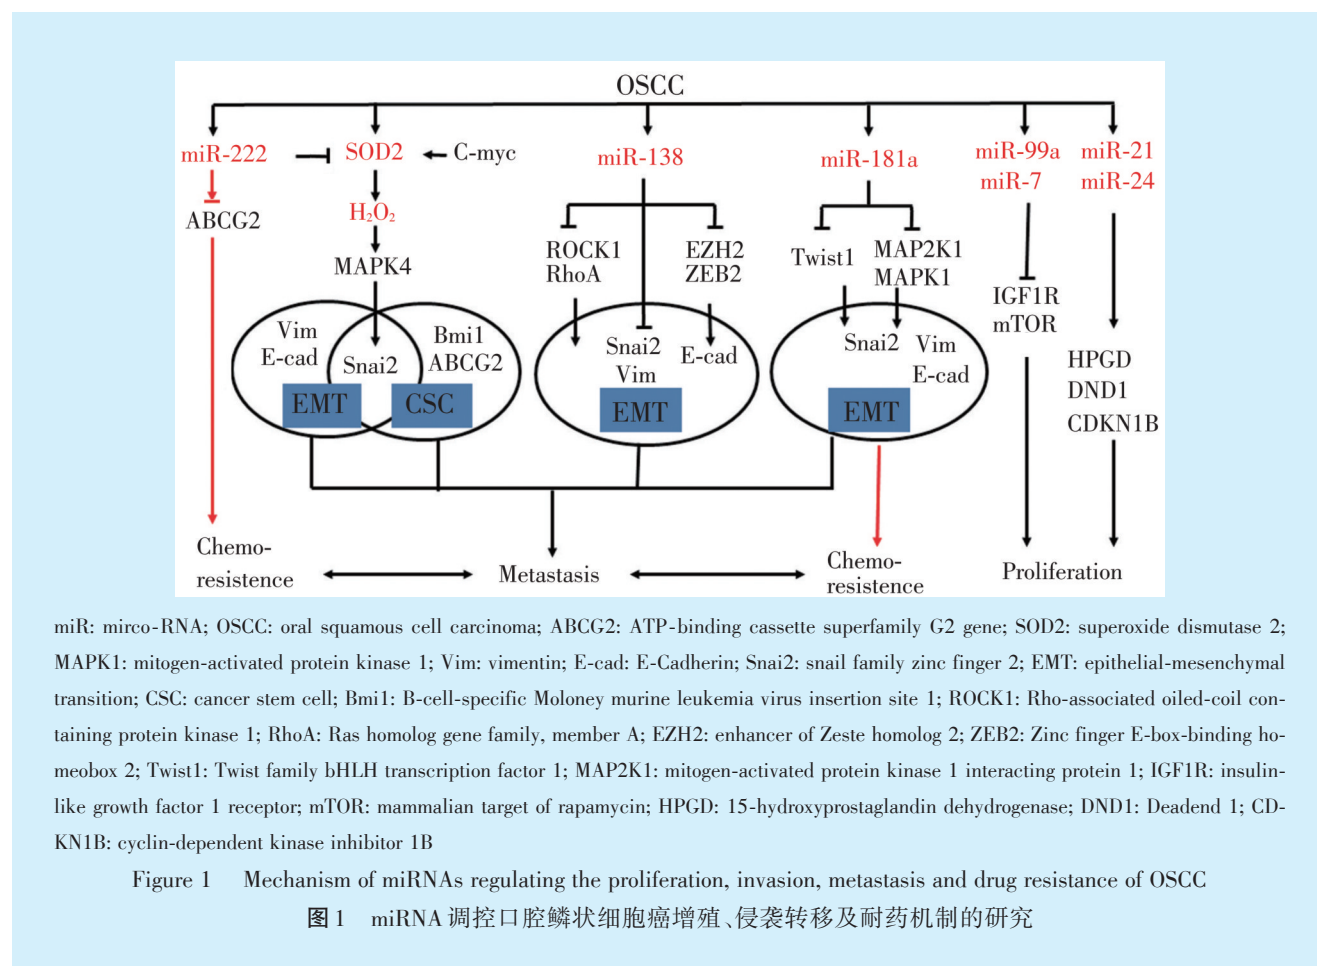 OSCC
miR-222
SOD2
C-myc
miR-138
miR-181a
miR-99a
miR-7
miR-21
miR-24
ABCG2
H₂O₂
MAPK4
ROCK1
RhoA
EZH2
ZEB2
Twist1
MAP2K1
MAPK1
IGF1R
mTOR
HPGD
DND1
CDKN1B
Vim
E-cad
Snai2
Bmi1
ABCG2
EMT
CSC
Snai2
Vim
E-cad
EMT
Snai2
Vim
E-cad
EMT
Chemo-
resistence
Metastasis
Chemo-
resistence
Proliferation
miR: mirco-RNA; OSCC: oral squamous cell carcinoma; ABCG2: ATP-binding cassette superfamily G2 gene; SOD2: superoxide dismutase 2;
MAPK1: mitogen-activated protein kinase 1; Vim: vimentin; E-cad: E-Cadherin; Snai2: snail family zinc finger 2; EMT: epithelial-mesenchymal
transition; CSC: cancer stem cell; Bmi1: B-cell-specific Moloney murine leukemia virus insertion site 1; ROCK1: Rho-associated oiled-coil con-
taining protein kinase 1; RhoA: Ras homolog gene family, member A; EZH2: enhancer of Zeste homolog 2; ZEB2: Zinc finger E-box-binding ho-
meobox 2; Twist1: Twist family bHLH transcription factor 1; MAP2K1: mitogen-activated protein kinase 1 interacting protein 1; IGF1R: insulin-
like growth factor 1 receptor; mTOR: mammalian target of rapamycin; HPGD: 15-hydroxyprostaglandin dehydrogenase; DND1: Deadend 1; CD-
KN1B: cyclin-dependent kinase inhibitor 1B
Figure 1 Mechanism of miRNAs regulating the proliferation, invasion, metastasis and drug resistance of OSCC
图1 miRNA调控口腔鳞状细胞癌增殖、侵袭转移及耐药机制的研究